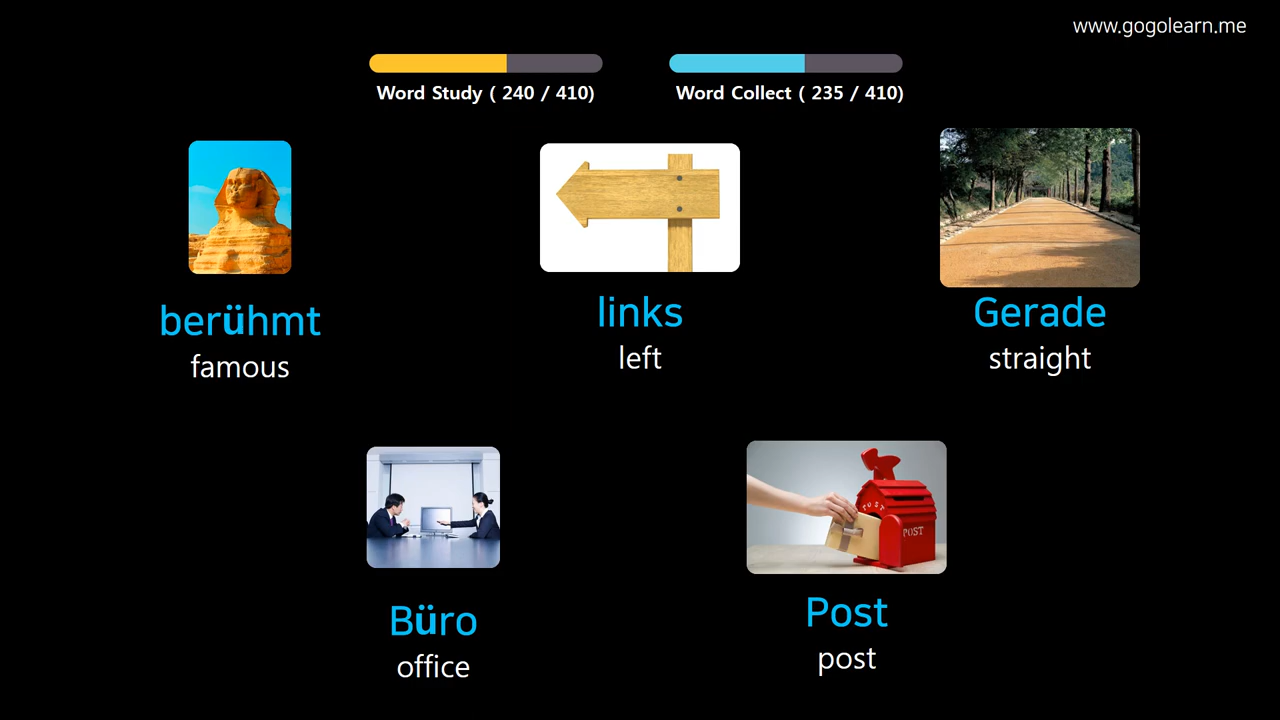 www.gogolearn.me
Word Study ( 240 / 410)
Word Collect ( 235 / 410)
berühmt
famous
links
left
Gerade
straight
Büro
office
POST
POST
Post
post